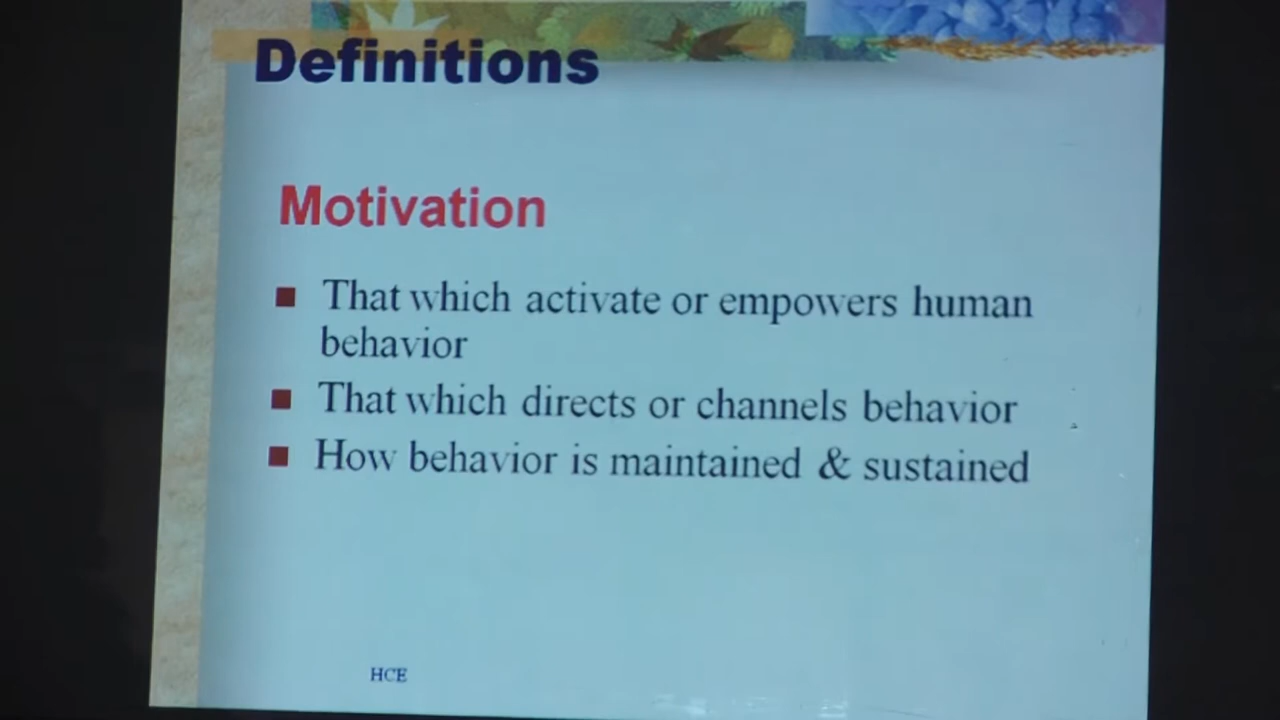 Definitions
Motivation
That which activate or empowers human
behavior
That which directs or channels behavior
How behavior is maintained & sustained
HCE